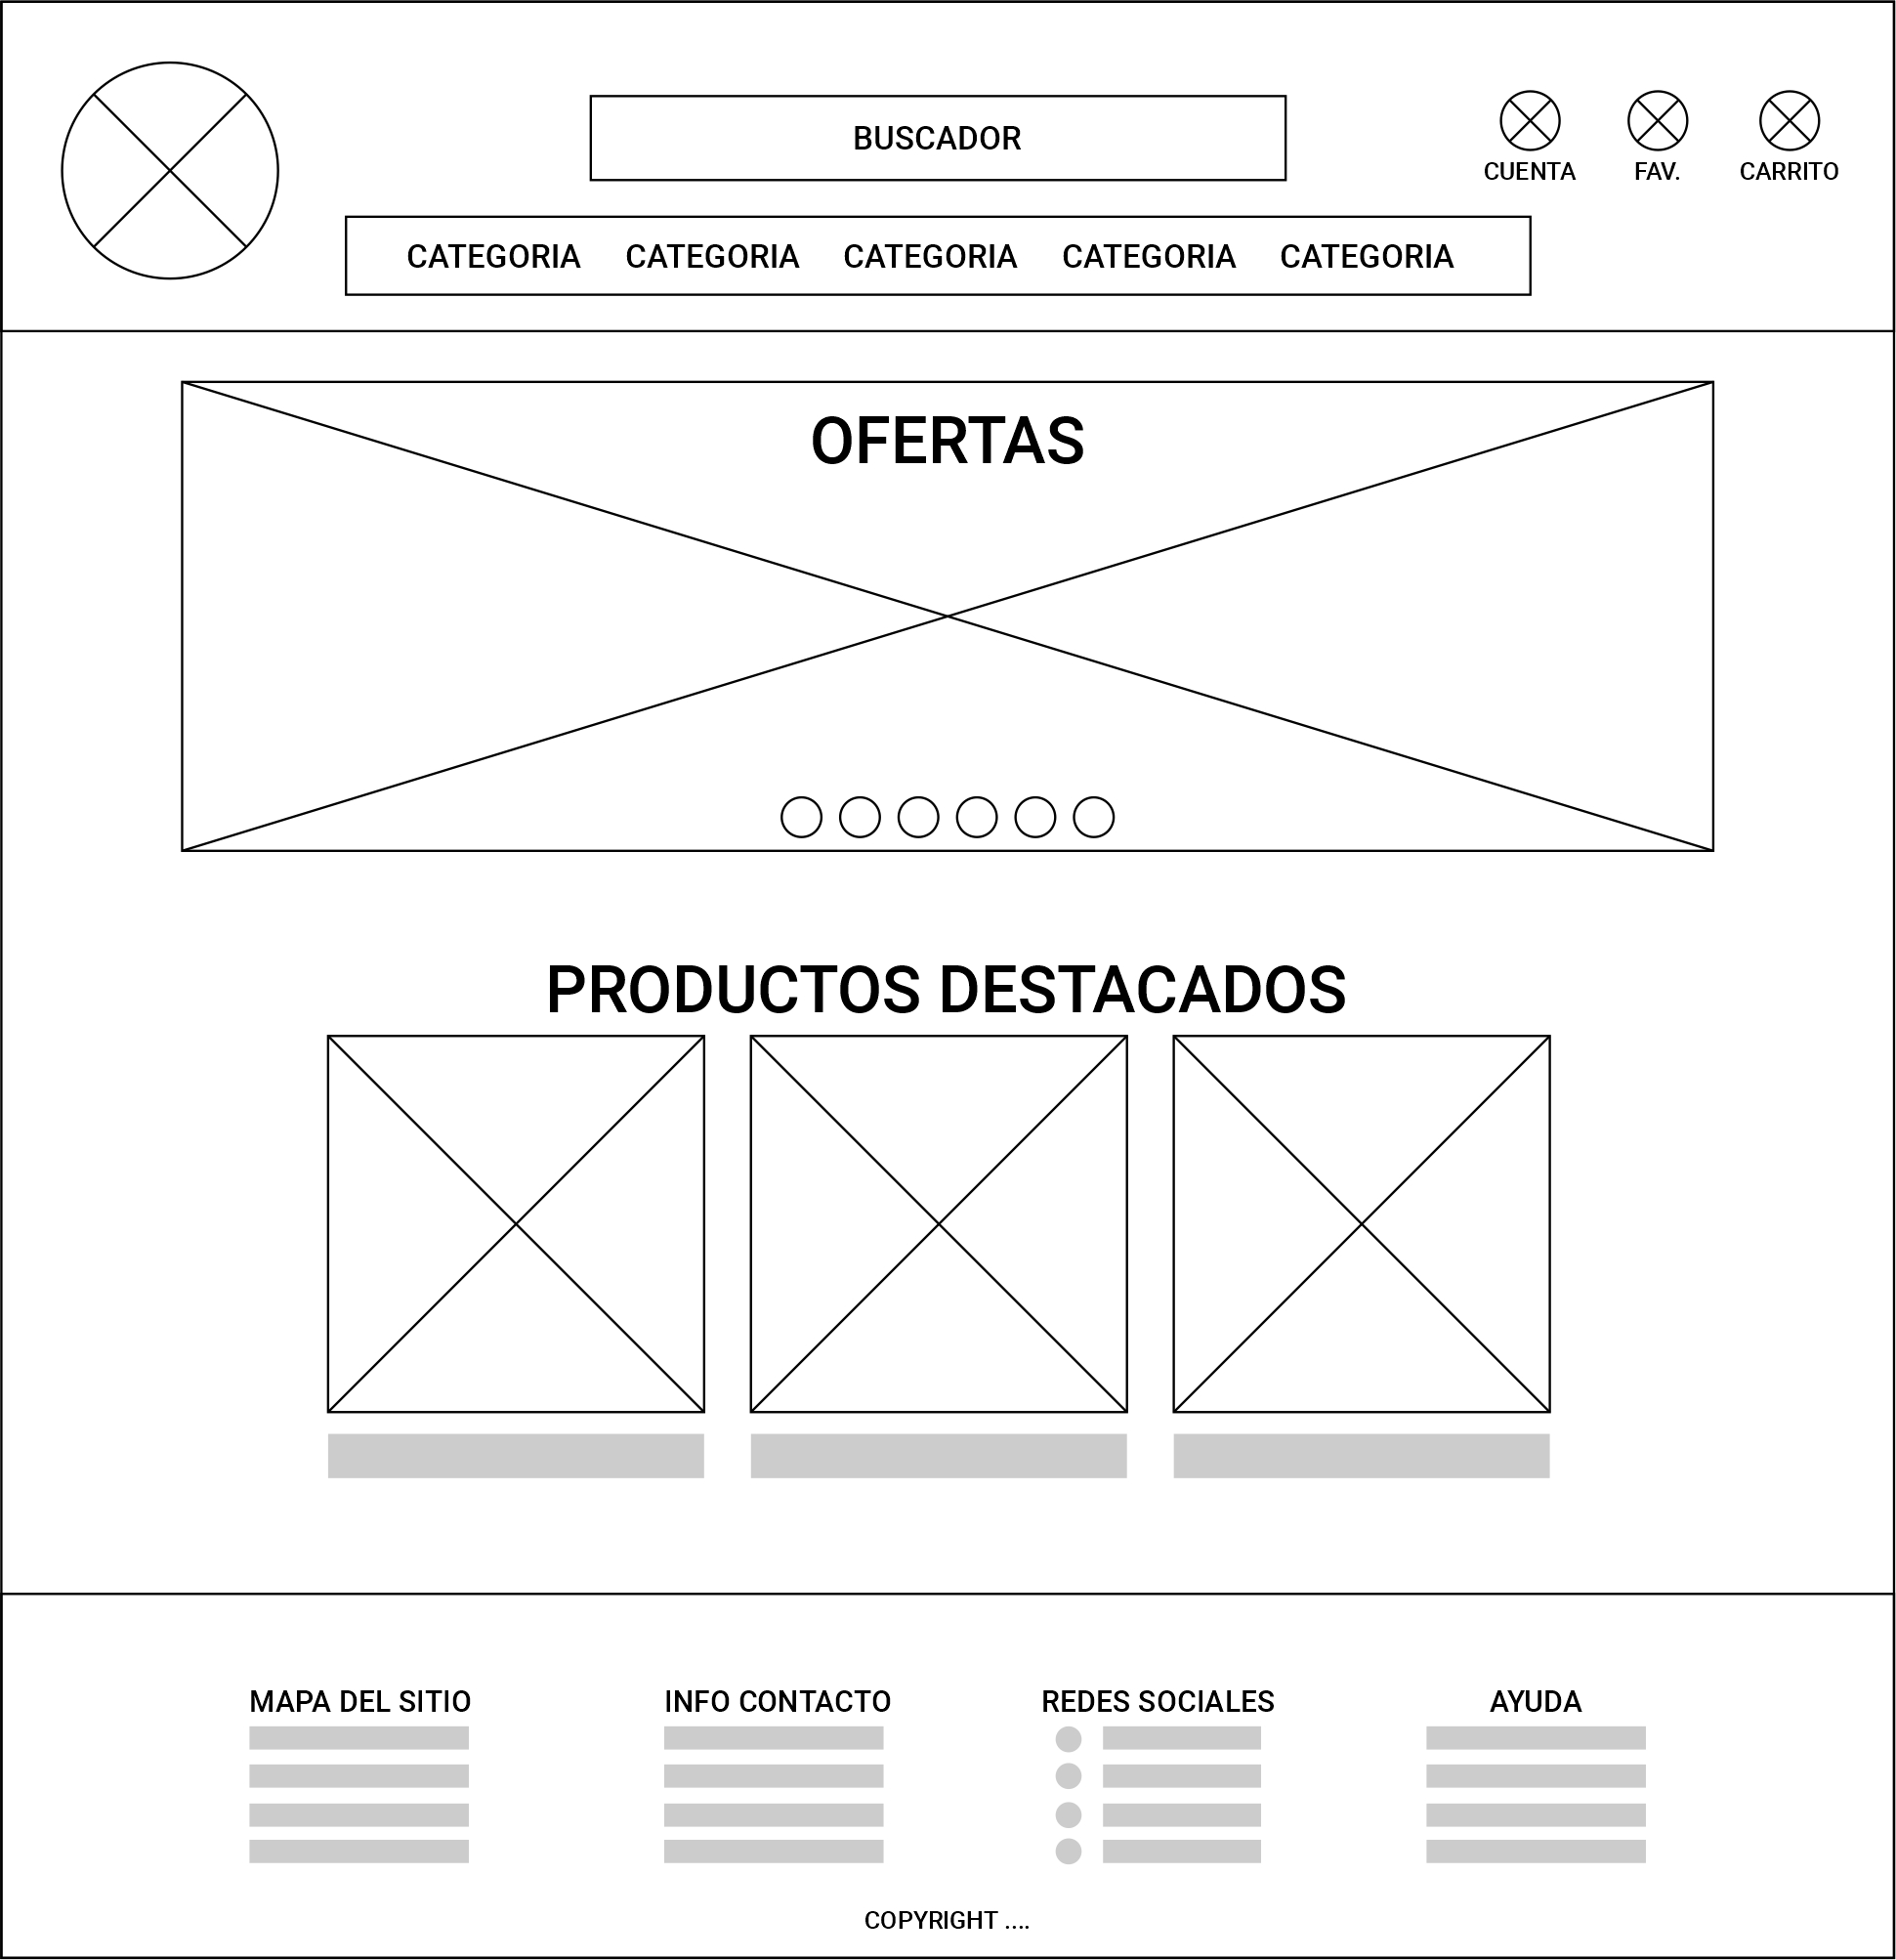 BUSCADOR
CUENTA FAV. CARRITO
CATEGORIA CATEGORIA CATEGORIA CATEGORIA CATEGORIA
OFERTAS
PRODUCTOS DESTACADOS
MAPA DEL SITIO INFO CONTACTO REDES SOCIALES AYUDA
COPYRIGHT ....